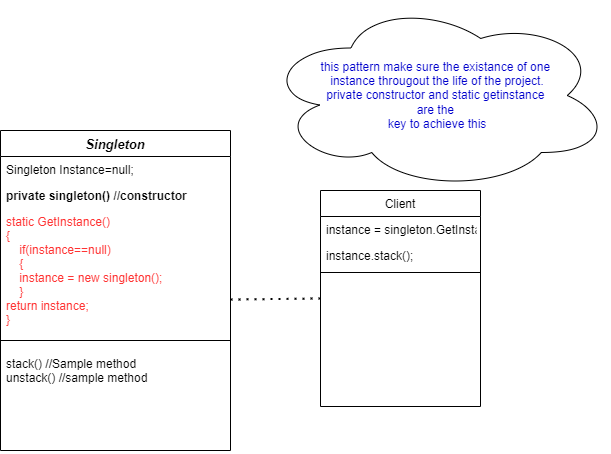 this pattern make sure the existance of one
instance througout the life of the project.
private constructor and static getinstance
are the
key to achieve this
Singleton
Singleton Instance=null;
private singleton() //constructor
static GetInstance()
{
if(instance==null)
{
instance = new singleton();
}
return instance;
}
stack() //Sample method
unstack() //sample method
Client
instance = singleton.GetInst
instance.stack();